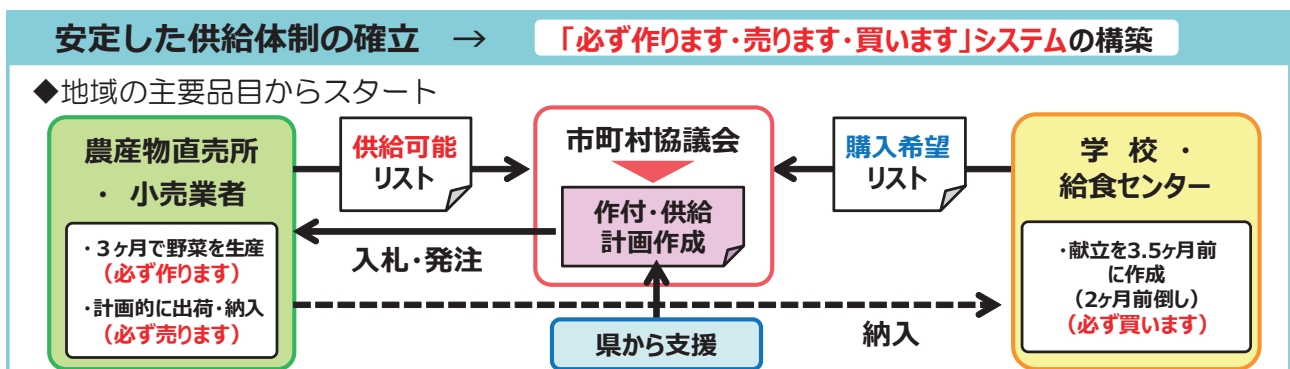 安定した供給体制の確立 → 「必ず作ります・売ります・買います」システムの構築
◆地域の主要品目からスタート
農産物直売所
・ 小売業者
・3ヶ月で野菜を生産
(必ず作ります)
・計画的に出荷・納入
(必ず売ります)
供給可能
リスト
入札・発注
市町村協議会
作付・供給
計画作成
県から支援
購入希望
リスト
納入
学 校 ・
給食センター
・献立を3.5ヶ月前
に作成
(2ヶ月前倒し)
(必ず買います)